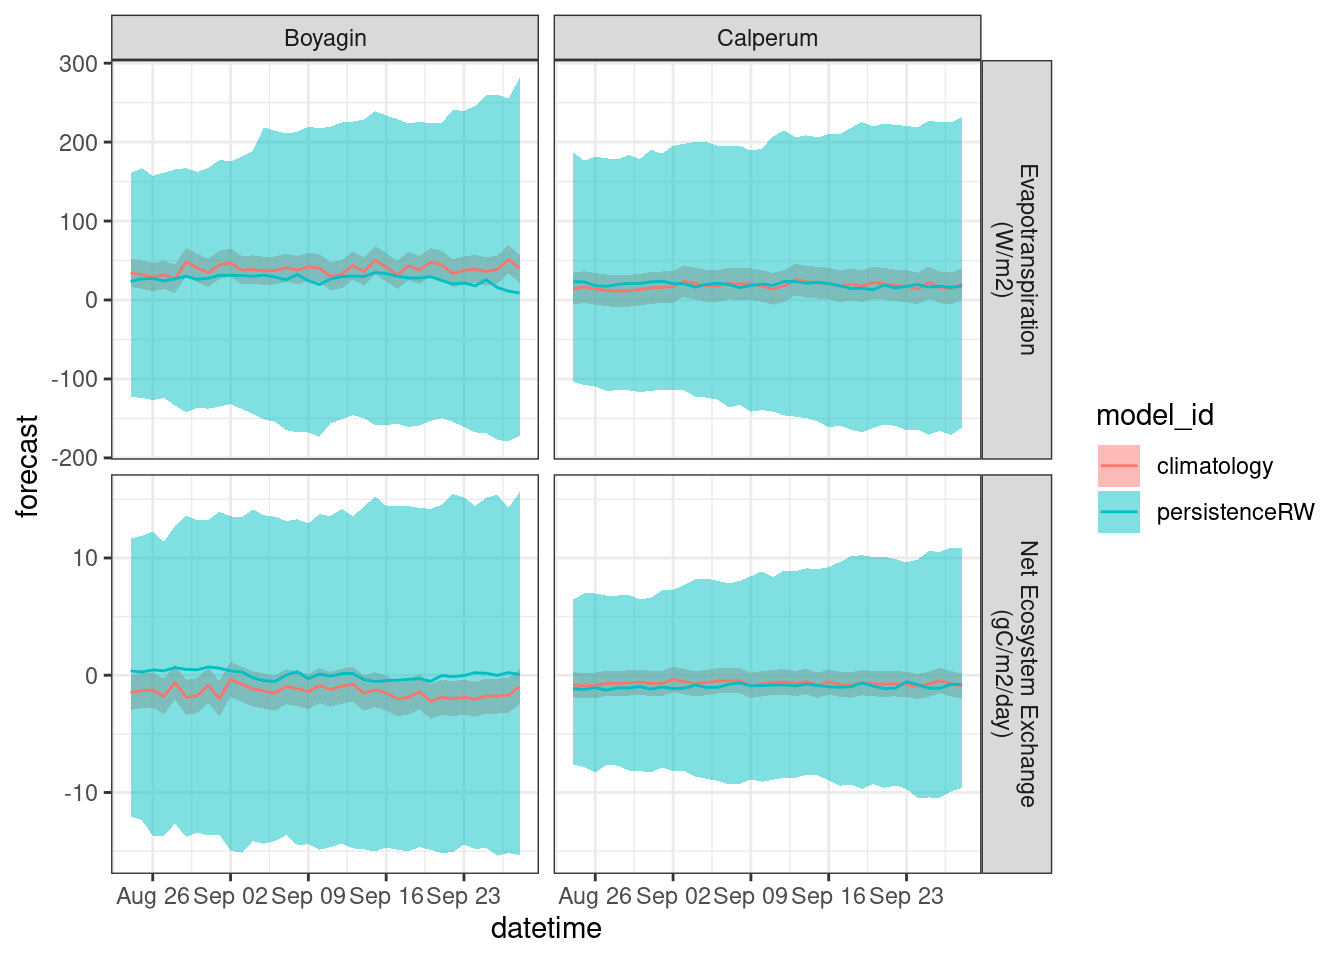 Boyagin
Calperum
300
200
100
0
-100
-200
Evapotranspiration
(W/m2)
10
0
-10
Net Ecosystem Exchange
(gC/m2/day)
forecast
Aug 26 Sep 02 Sep 09 Sep 16 Sep 23
Aug 26 Sep 02 Sep 09 Sep 16 Sep 23
datetime
model_id
climatology
persistenceRW